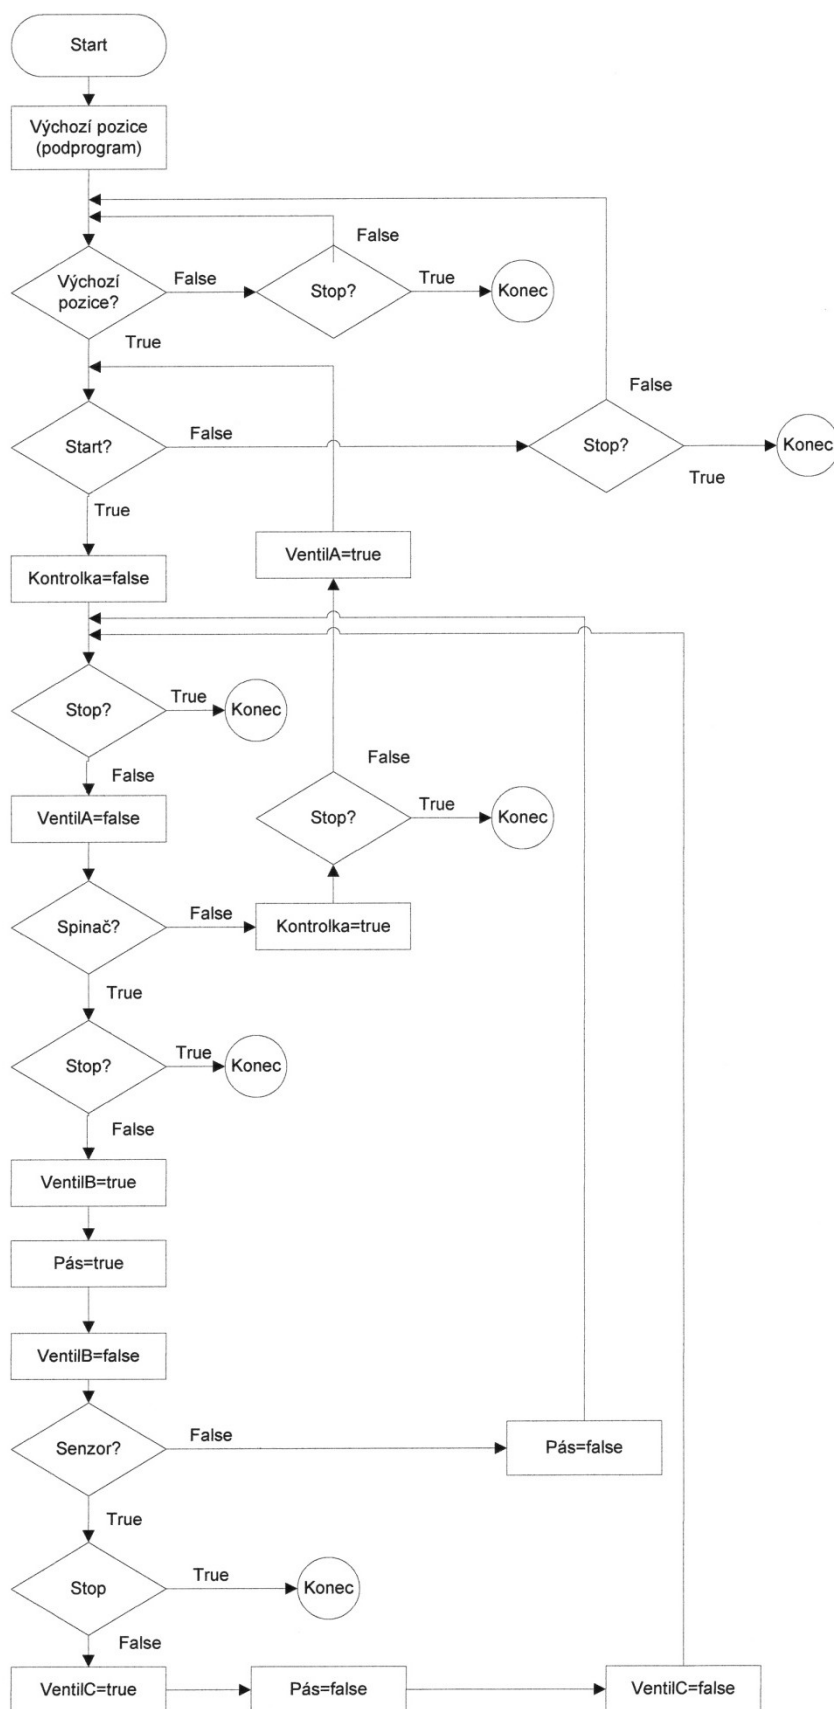 Start
Výchozí pozice
(podprogram)
False
Výchozí
pozice?
False
Stop?
True
Konec
True
False
Start?
False
Stop?
True
Konec
True
VentilA=true
Kontrolka=false
Stop?
True
Konec
False
False
VentilA=false
Stop?
True
Konec
Spinač?
False
Kontrolka=true
True
Stop?
True
Konec
False
VentilB=true
Pás=true
VentilB=false
Senzor?
False
Pás=false
True
Stop
True
Konec
False
VentilC=true
Pás=false
VentilC=false